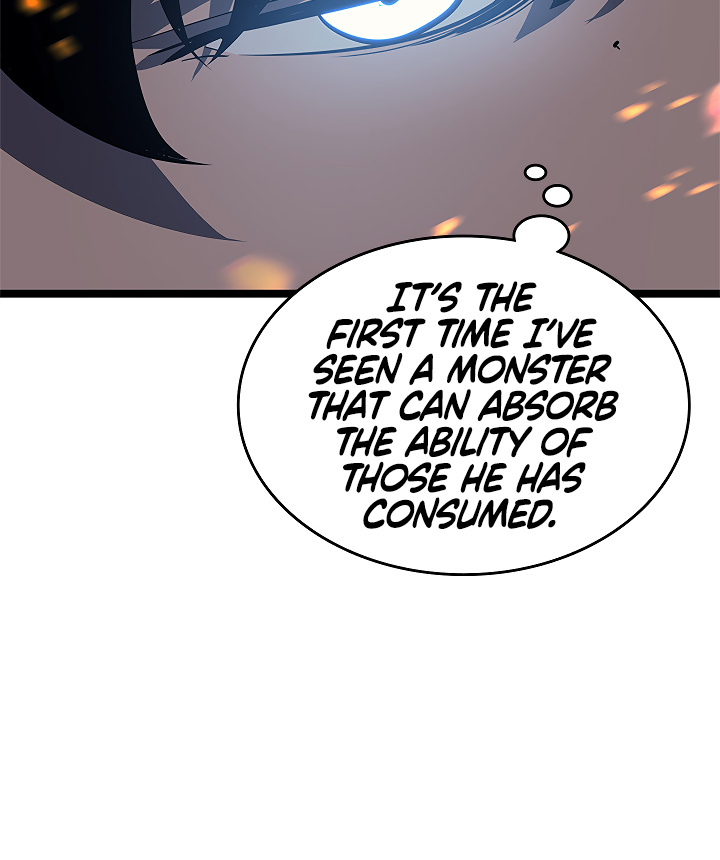 IT'S THE
FIRST TIME I'VE
SEEN A MONSTER
THAT CAN ABSORB
THE ABILITY OF
THOSE HE HAS
CONSUMED.